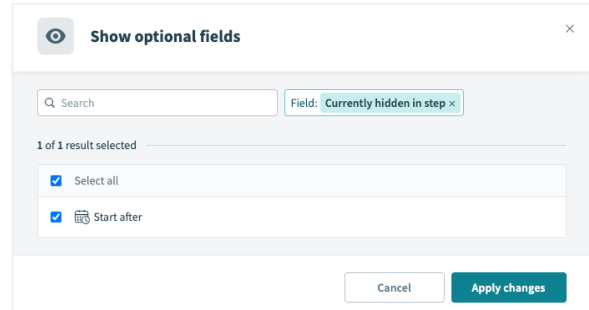 Show optional fields
×
Search
Field: Currently hidden in step ×
1 of 1 result selected
Select all
Start after
Cancel
Apply changes